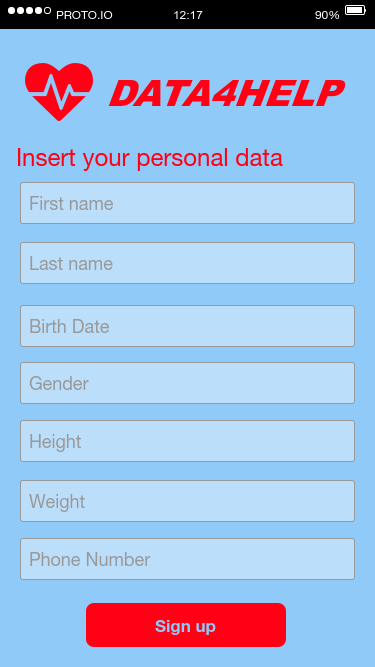 PROTO.IO 12:17 90%
DATA4HELP
Insert your personal data
First name
Last name
Birth Date
Gender
Height
Weight
Phone Number
Sign up